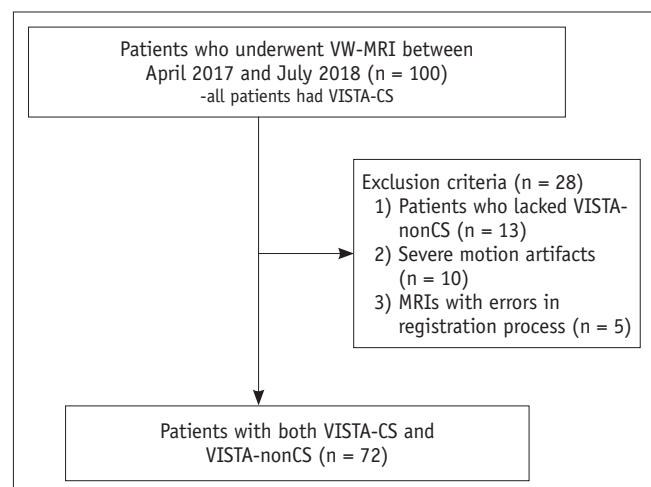 Patients who underwent VW-MRI between
April 2017 and July 2018 (n = 100)
-all patients had VISTA-CS
Exclusion criteria (n = 28)
1) Patients who lacked VISTA-
nonCS (n = 13)
2) Severe motion artifacts
(n = 10)
3) MRIs with errors in
registration process (n = 5)
Patients with both VISTA-CS and
VISTA-nonCS (n = 72)